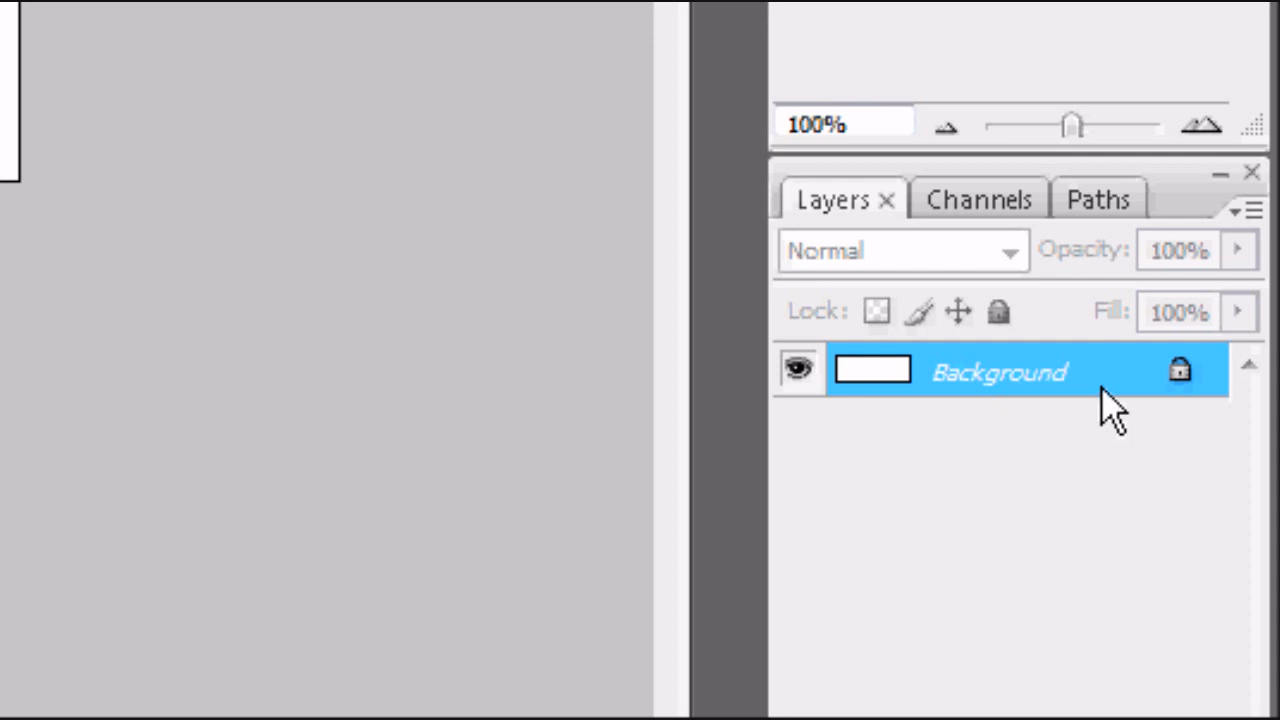 100%
Layers Channels Paths
Normal Opacity: 100%
Lock: Fill: 100%
Background